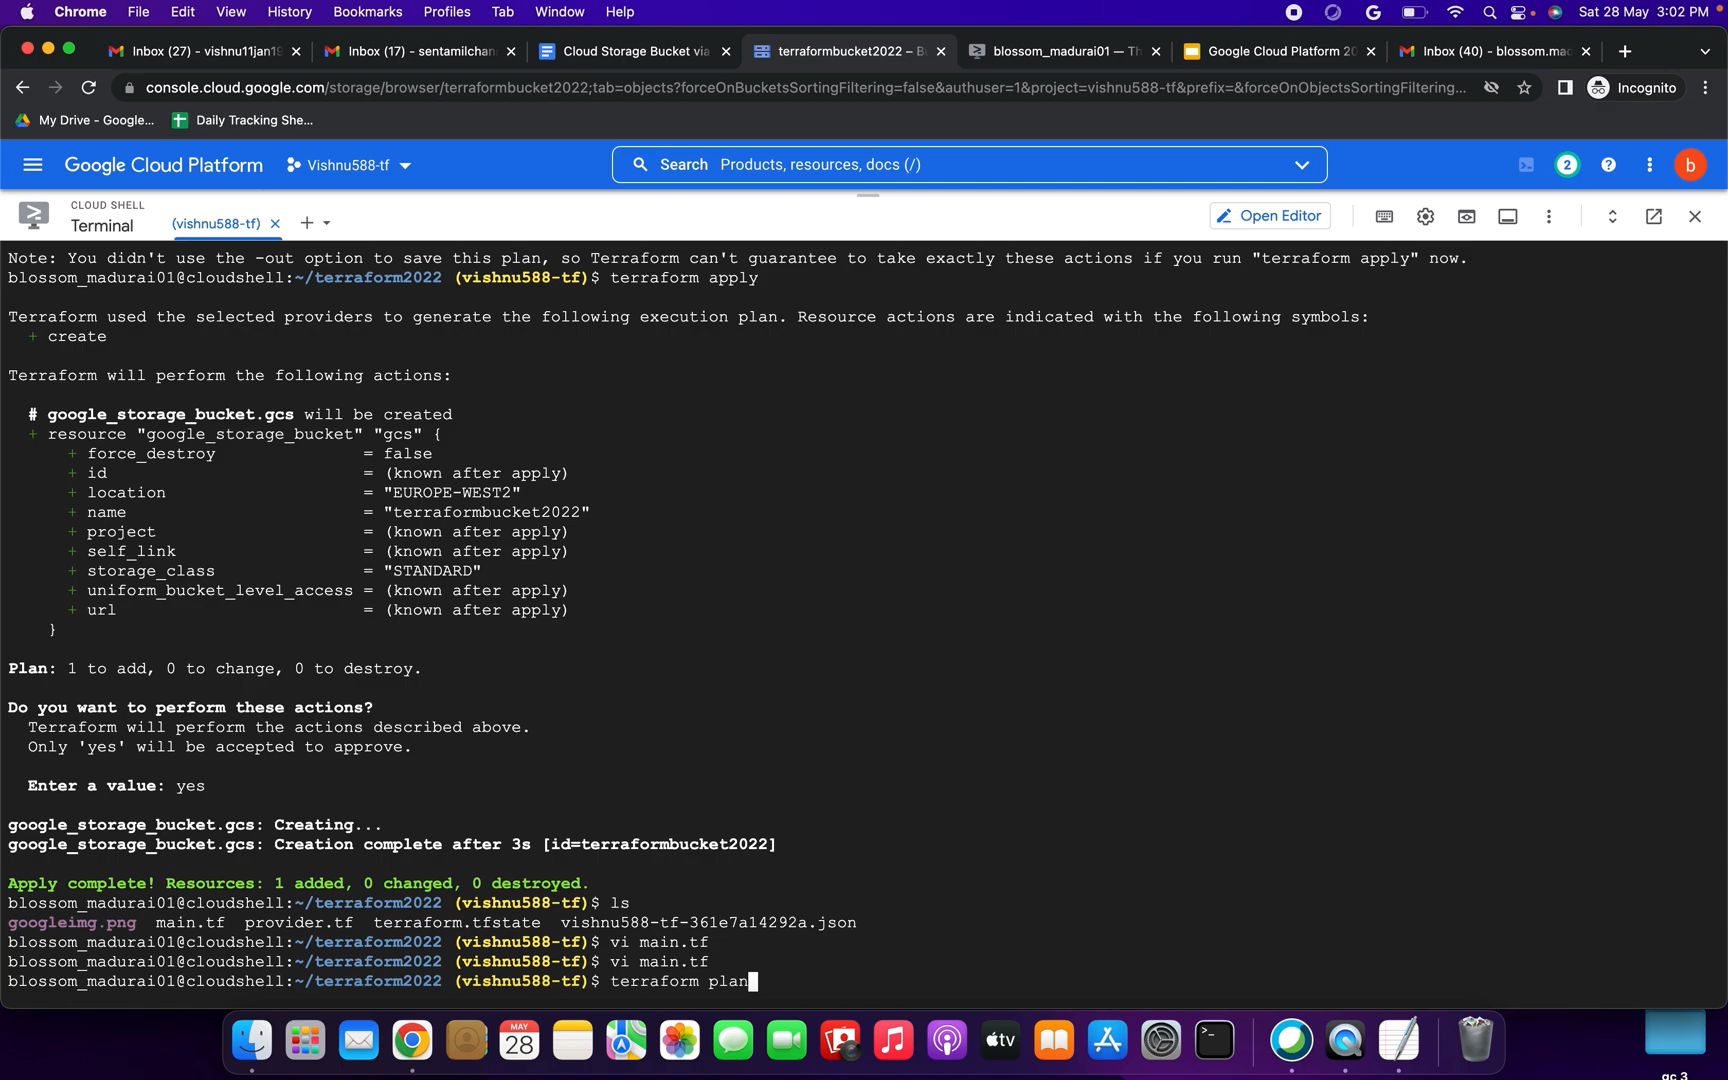 Chrome File Edit View History Bookmarks Profiles Tab Window Help Sat 28 May 3:02 PM
Inbox (27) - vishnu11jan19 Inbox (17) - sentamilchan Cloud Storage Bucket via terraformbucket2022 – B blossom_madurai01 — Th Google Cloud Platform 20 Inbox (40) - blossom.mad
console.cloud.google.com/storage/browser/terraformbucket2022;tab=objects?forceOnBucketsSortingFiltering=false&authuser=1&project=vishnu588-tf&prefix=&forceOnObjectsSortingFiltering... Incognito
My Drive - Google... Daily Tracking She...
Google Cloud Platform Vishnu588-tf Search Products, resources, docs (/) 2 ? b
CLOUD SHELL
Terminal (vishnu588-tf) Open Editor
Note: You didn't use the -out option to save this plan, so Terraform can't guarantee to take exactly these actions if you run "terraform apply" now.
blossom_madurai01@cloudshell:~/terraform2022 (vishnu588-tf)$ terraform apply
Terraform used the selected providers to generate the following execution plan. Resource actions are indicated with the following symbols:
+ create
Terraform will perform the following actions:
# google_storage_bucket.gcs will be created
+ resource "google_storage_bucket" "gcs" {
+ force_destroy = false
+ id = (known after apply)
+ location = "EUROPE-WEST2"
+ name = "terraformbucket2022"
+ project = (known after apply)
+ self_link = (known after apply)
+ storage_class = "STANDARD"
+ uniform_bucket_level_access = (known after apply)
+ url = (known after apply)
}
Plan: 1 to add, 0 to change, 0 to destroy.
Do you want to perform these actions?
Terraform will perform the actions described above.
Only 'yes' will be accepted to approve.
Enter a value: yes
google_storage_bucket.gcs: Creating...
google_storage_bucket.gcs: Creation complete after 3s [id=terraformbucket2022]
Apply complete! Resources: 1 added, 0 changed, 0 destroyed.
blossom_madurai01@cloudshell:~/terraform2022 (vishnu588-tf)$ ls
googleimg.png main.tf provider.tf terraform.tfstate vishnu588-tf-361e7a14292a.json
blossom_madurai01@cloudshell:~/terraform2022 (vishnu588-tf)$ vi main.tf
blossom_madurai01@cloudshell:~/terraform2022 (vishnu588-tf)$ vi main.tf
blossom_madurai01@cloudshell:~/terraform2022 (vishnu588-tf)$ terraform plan
MAY
28
tv
gc 3